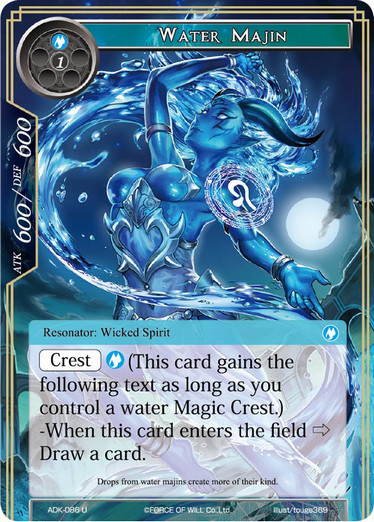 Water Majin
1
ATK 600 / DEF 600
Resonator: Wicked Spirit
Crest (This card gains the
following text as long as you
control a water Magic Crest.)
-When this card enters the field ⇨
Draw a card.
Drops from water majins create more of their kind.
ADK-086 U ©FORCE OF WILL Co.,Ltd. Illust/touge369